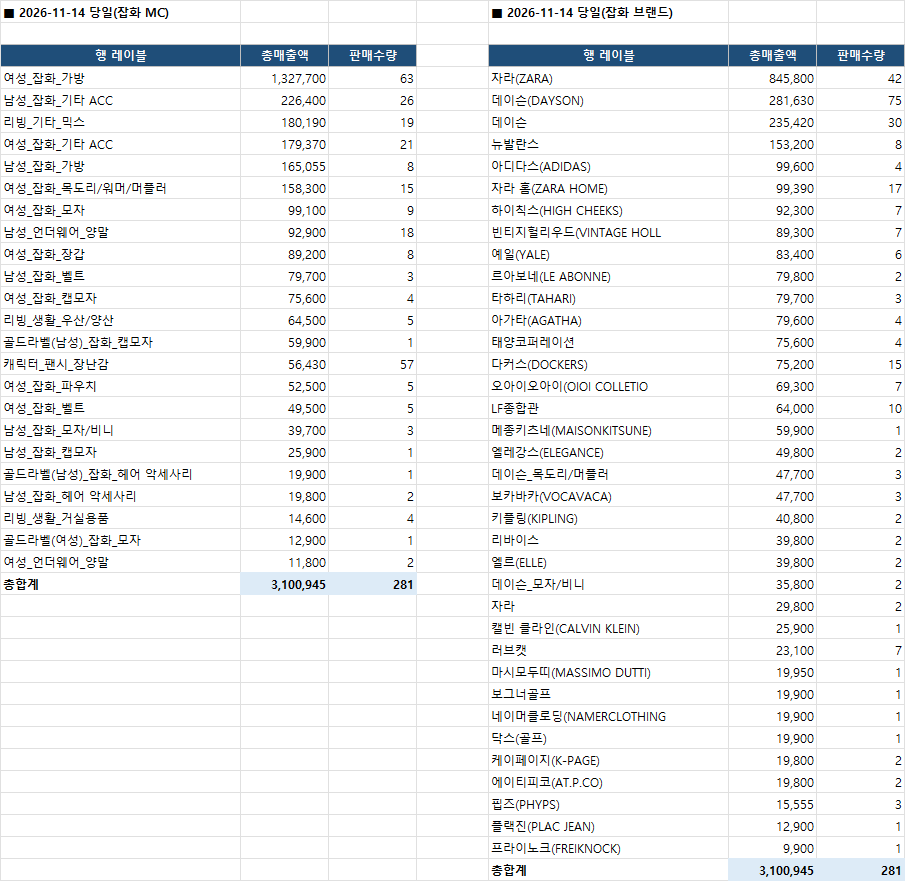 ■ 2026-11-14 당일(잡화 MC)
행 레이블 총매출액 판매수량
여성_잡화_가방 1,327,700 63
남성_잡화_기타 ACC 226,400 26
리빙_기타_믹스 180,190 19
여성_잡화_기타 ACC 179,370 21
남성_잡화_가방 165,055 8
여성_잡화_목도리/워머/머플러 158,300 15
여성_잡화_모자 99,100 9
남성_언더웨어_양말 92,900 18
여성_잡화_장갑 89,200 8
남성_잡화_벨트 79,700 3
여성_잡화_캡모자 75,600 4
리빙_생활_우산/양산 64,500 5
골드라벨(남성)_잡화_캡모자 59,900 1
캐릭터_팬시_장난감 56,430 57
여성_잡화_파우치 52,500 5
여성_잡화_벨트 49,500 5
남성_잡화_모자/비니 39,700 3
남성_잡화_캡모자 25,900 1
골드라벨(남성)_잡화_헤어 악세사리 19,900 1
남성_잡화_헤어 악세사리 19,800 2
리빙_생활_거실용품 14,600 4
골드라벨(여성)_잡화_모자 12,900 1
여성_언더웨어_양말 11,800 2
총합계 3,100,945 281
■ 2026-11-14 당일(잡화 브랜드)
행 레이블 총매출액 판매수량
자라(ZARA) 845,800 42
데이슨(DAYSON) 281,630 75
데이슨 235,420 30
뉴발란스 153,200 8
아디다스(ADIDAS) 99,600 4
자라 홈(ZARA HOME) 99,390 17
하이칙스(HIGH CHEEKS) 92,300 7
빈티지헐리우드(VINTAGE HOLL 89,300 7
예일(YALE) 83,400 6
르아보네(LE ABONNE) 79,800 2
타하리(TAHARI) 79,700 3
아가타(AGATHA) 79,600 4
태양코퍼레이션 75,600 4
다커스(DOCKERS) 75,200 15
오아이오아이(OIOI COLLETIO 69,300 7
LF종합관 64,000 10
메종키츠네(MAISONKITSUNE) 59,900 1
엘레강스(ELEGANCE) 49,800 2
데이슨_목도리/머플러 47,700 3
보카바카(VOCAVACA) 47,700 3
키플링(KIPLING) 40,800 2
리바이스 39,800 2
엘르(ELLE) 39,800 2
데이슨_모자/비니 35,800 2
자라 29,800 2
캘빈 클라인(CALVIN KLEIN) 25,900 1
러브캣 23,100 7
마시모두띠(MASSIMO DUTTI) 19,950 1
보그너골프 19,900 1
네이머클로딩(NAMERCLOTHING 19,900 1
닥스(골프) 19,900 1
케이페이지(K-PAGE) 19,800 2
에이티피코(AT.P.CO) 19,800 2
핍즈(PHYPS) 15,555 3
플랙진(PLAC JEAN) 12,900 1
프라이노크(FREIKNOCK) 9,900 1
총합계 3,100,945 281